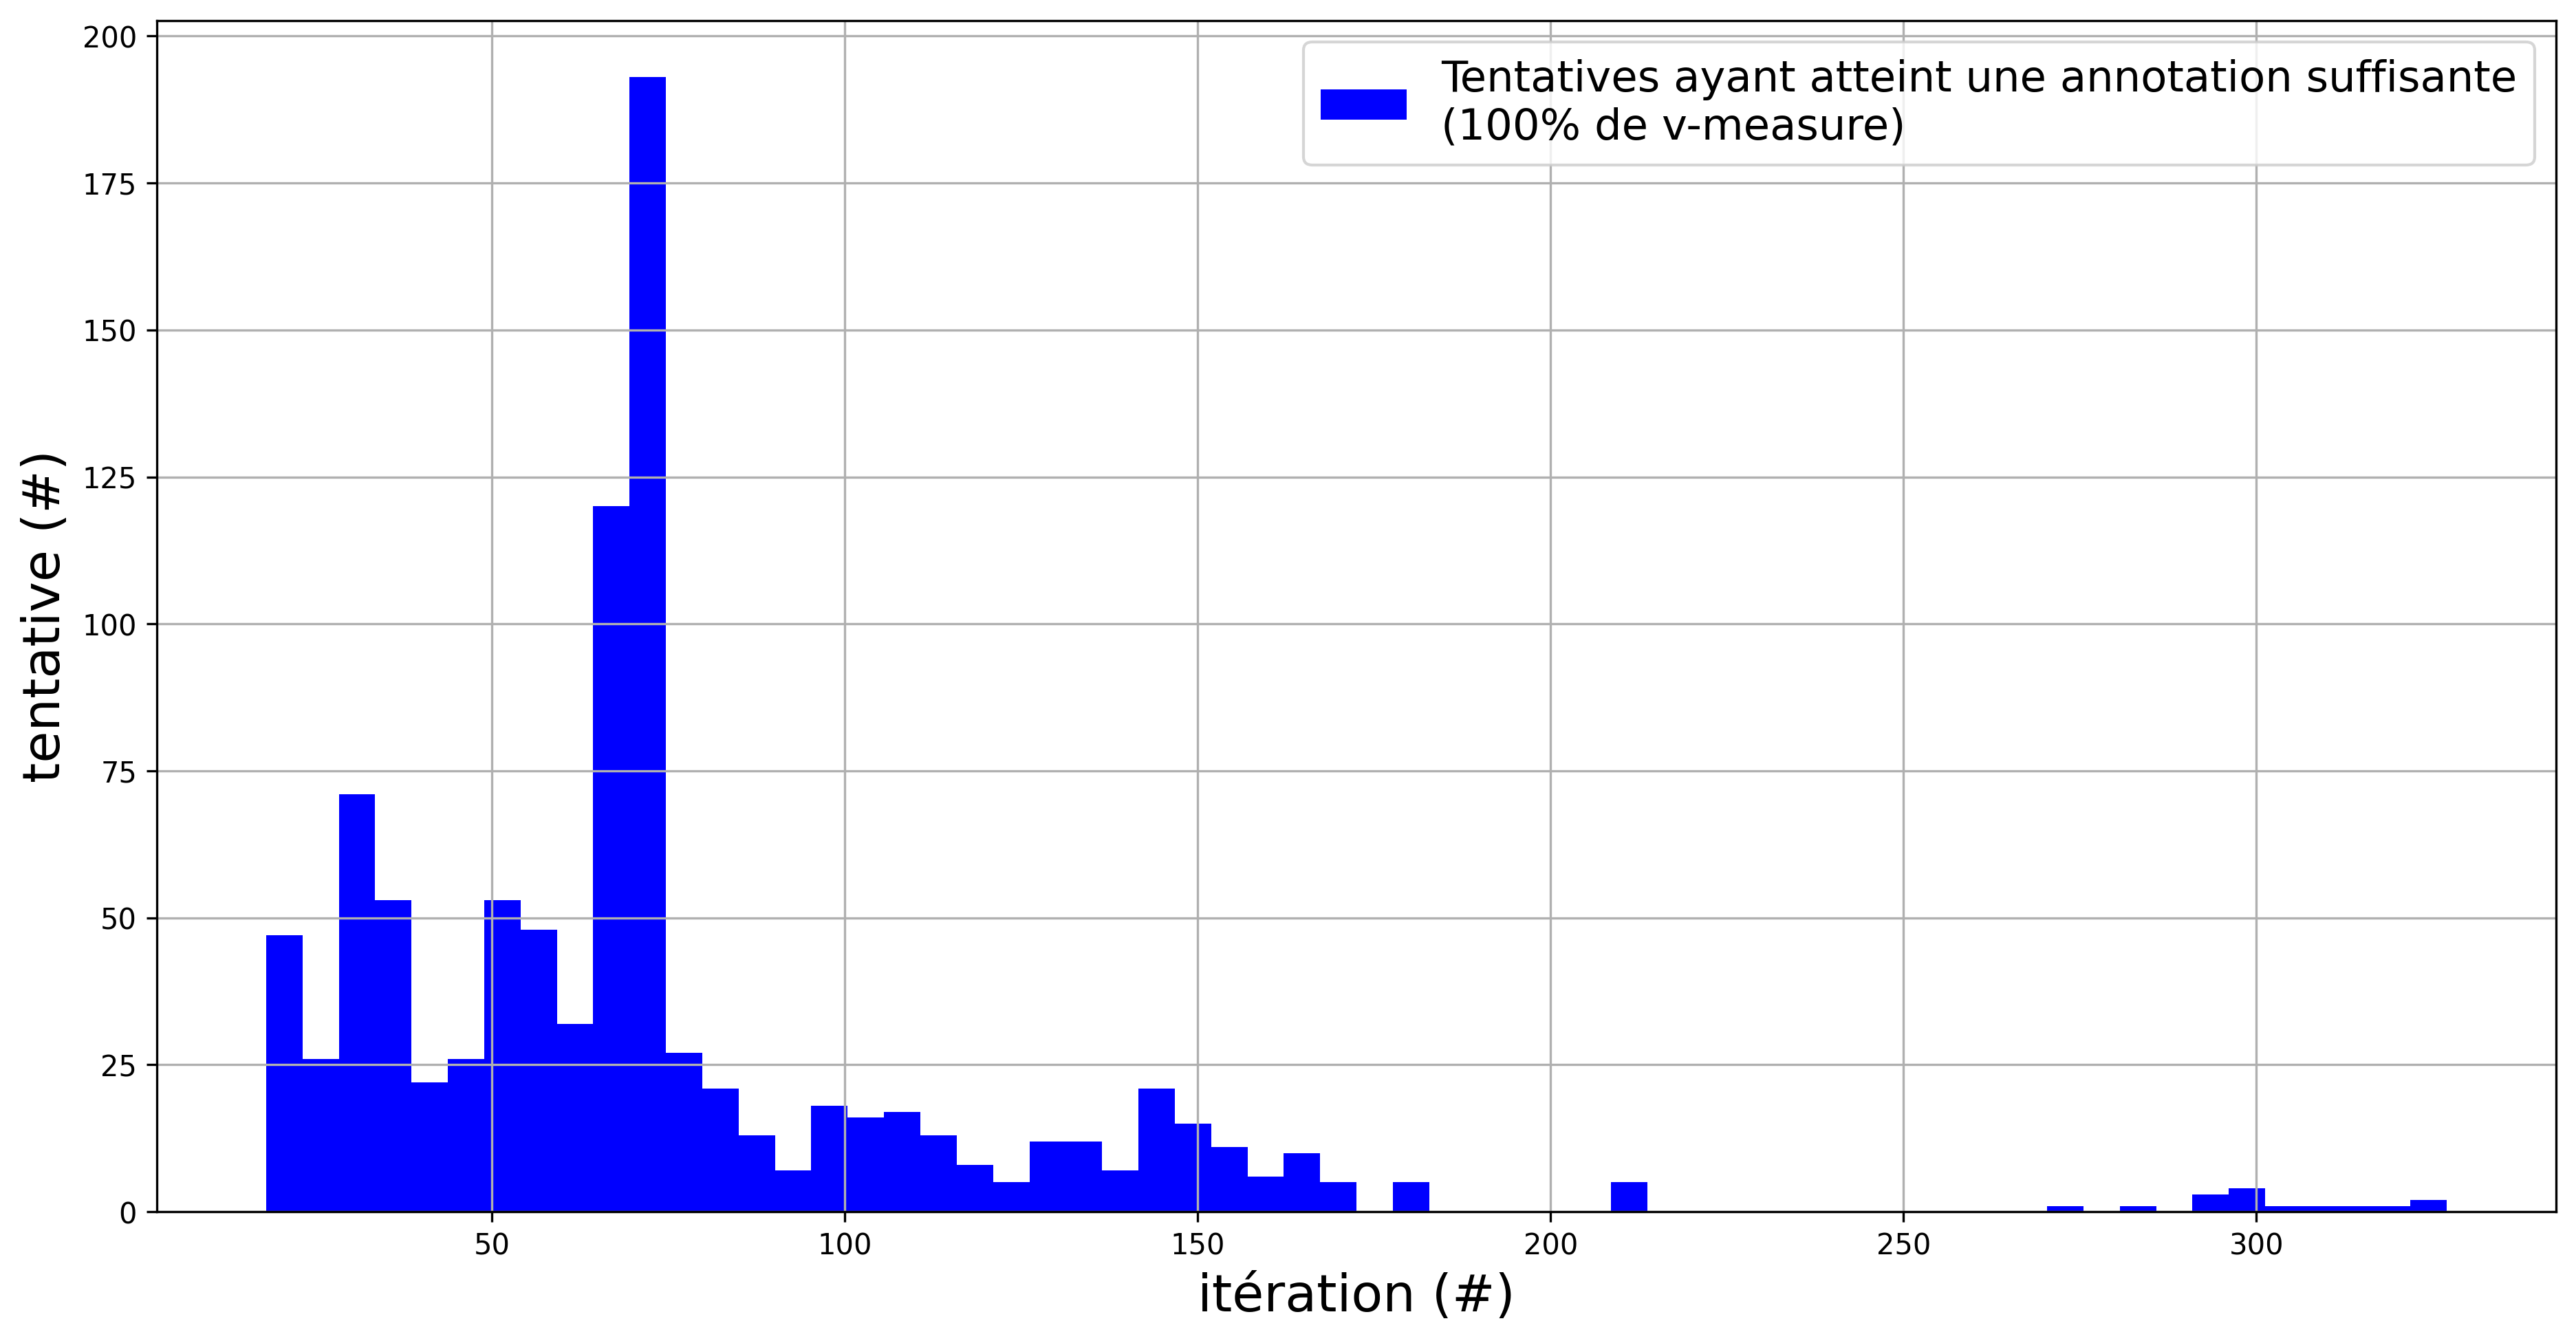 Tentatives ayant atteint une annotation suffisante
(100% de v-measure)
tentative (#)
200
175
150
125
100
75
50
25
0
50 100 150 200 250 300
itération (#)